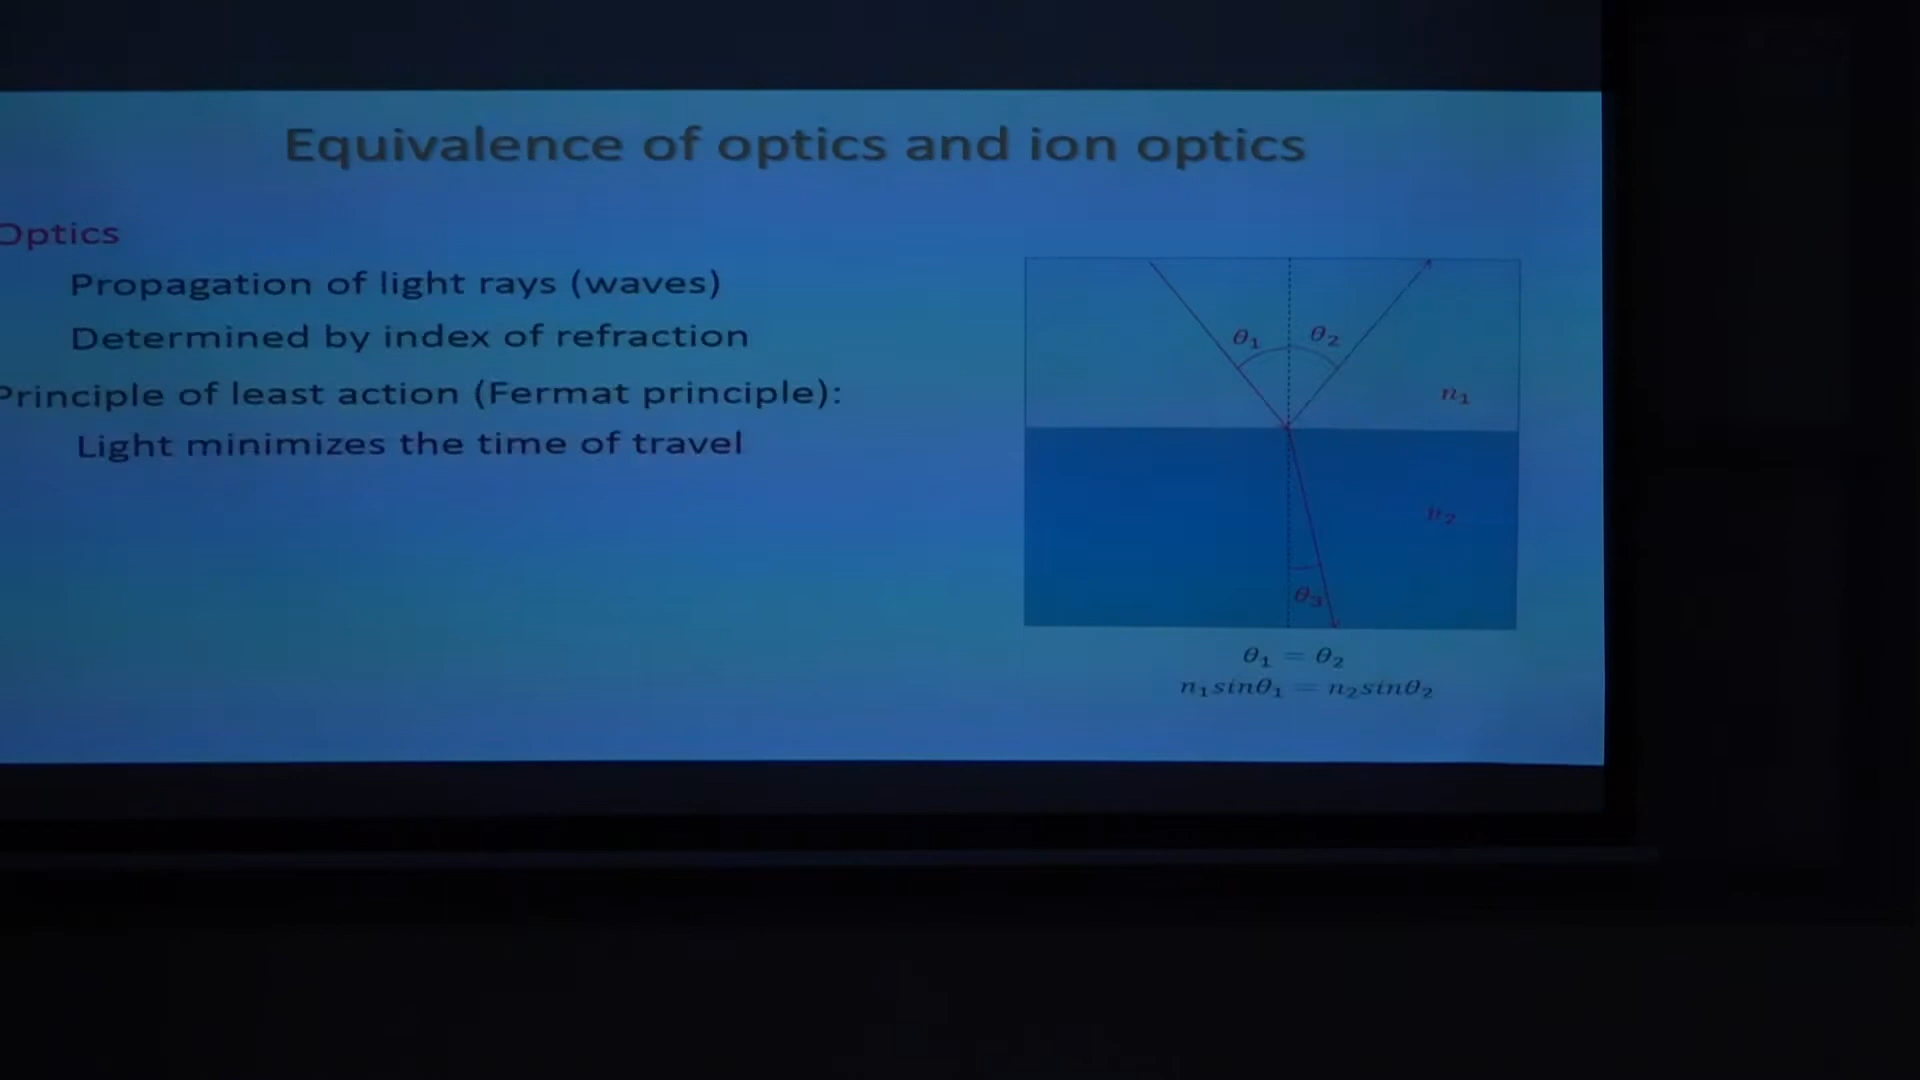 Equivalence of optics and ion optics
Optics
Propagation of light rays (waves)
Determined by index of refraction
Principle of least action (Fermat principle):
Light minimizes the time of travel
θ₁ θ₂
n₁
n₂
θ₃
θ₁ = θ₂
n₁sinθ₁ = n₂sinθ₂